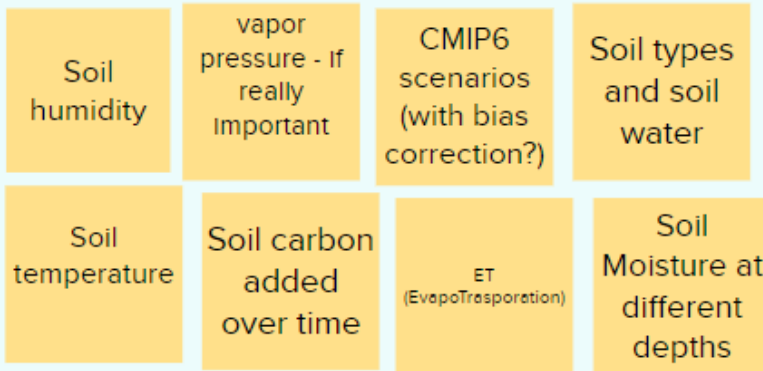 Soil
humidity
vapor
pressure - If
really
Important
CMIP6
scenarios
(with bias
correction?)
Soil types
and soil
water
Soil
temperature
Soil carbon
added
over time
ET
(EvapoTrasporation)
Soil
Moisture at
different
depths